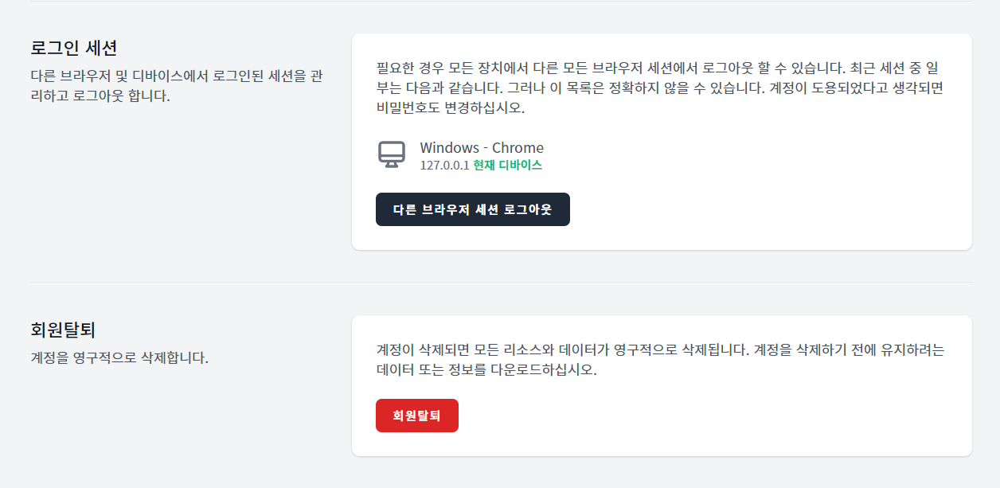 로그인 세션
다른 브라우저 및 디바이스에서 로그인된 세션을 관
리하고 로그아웃 합니다.
필요한 경우 모든 장치에서 다른 모든 브라우저 세션에서 로그아웃 할 수 있습니다. 최근 세션 중 일
부는 다음과 같습니다. 그러나 이 목록은 정확하지 않을 수 있습니다. 계정이 도용되었다고 생각되면
비밀번호도 변경하십시오.
Windows - Chrome
127.0.0.1 현재 디바이스
다른 브라우저 세션 로그아웃
회원탈퇴
계정을 영구적으로 삭제합니다.
계정이 삭제되면 모든 리소스와 데이터가 영구적으로 삭제됩니다. 계정을 삭제하기 전에 유지하려는
데이터 또는 정보를 다운로드하십시오.
회원탈퇴